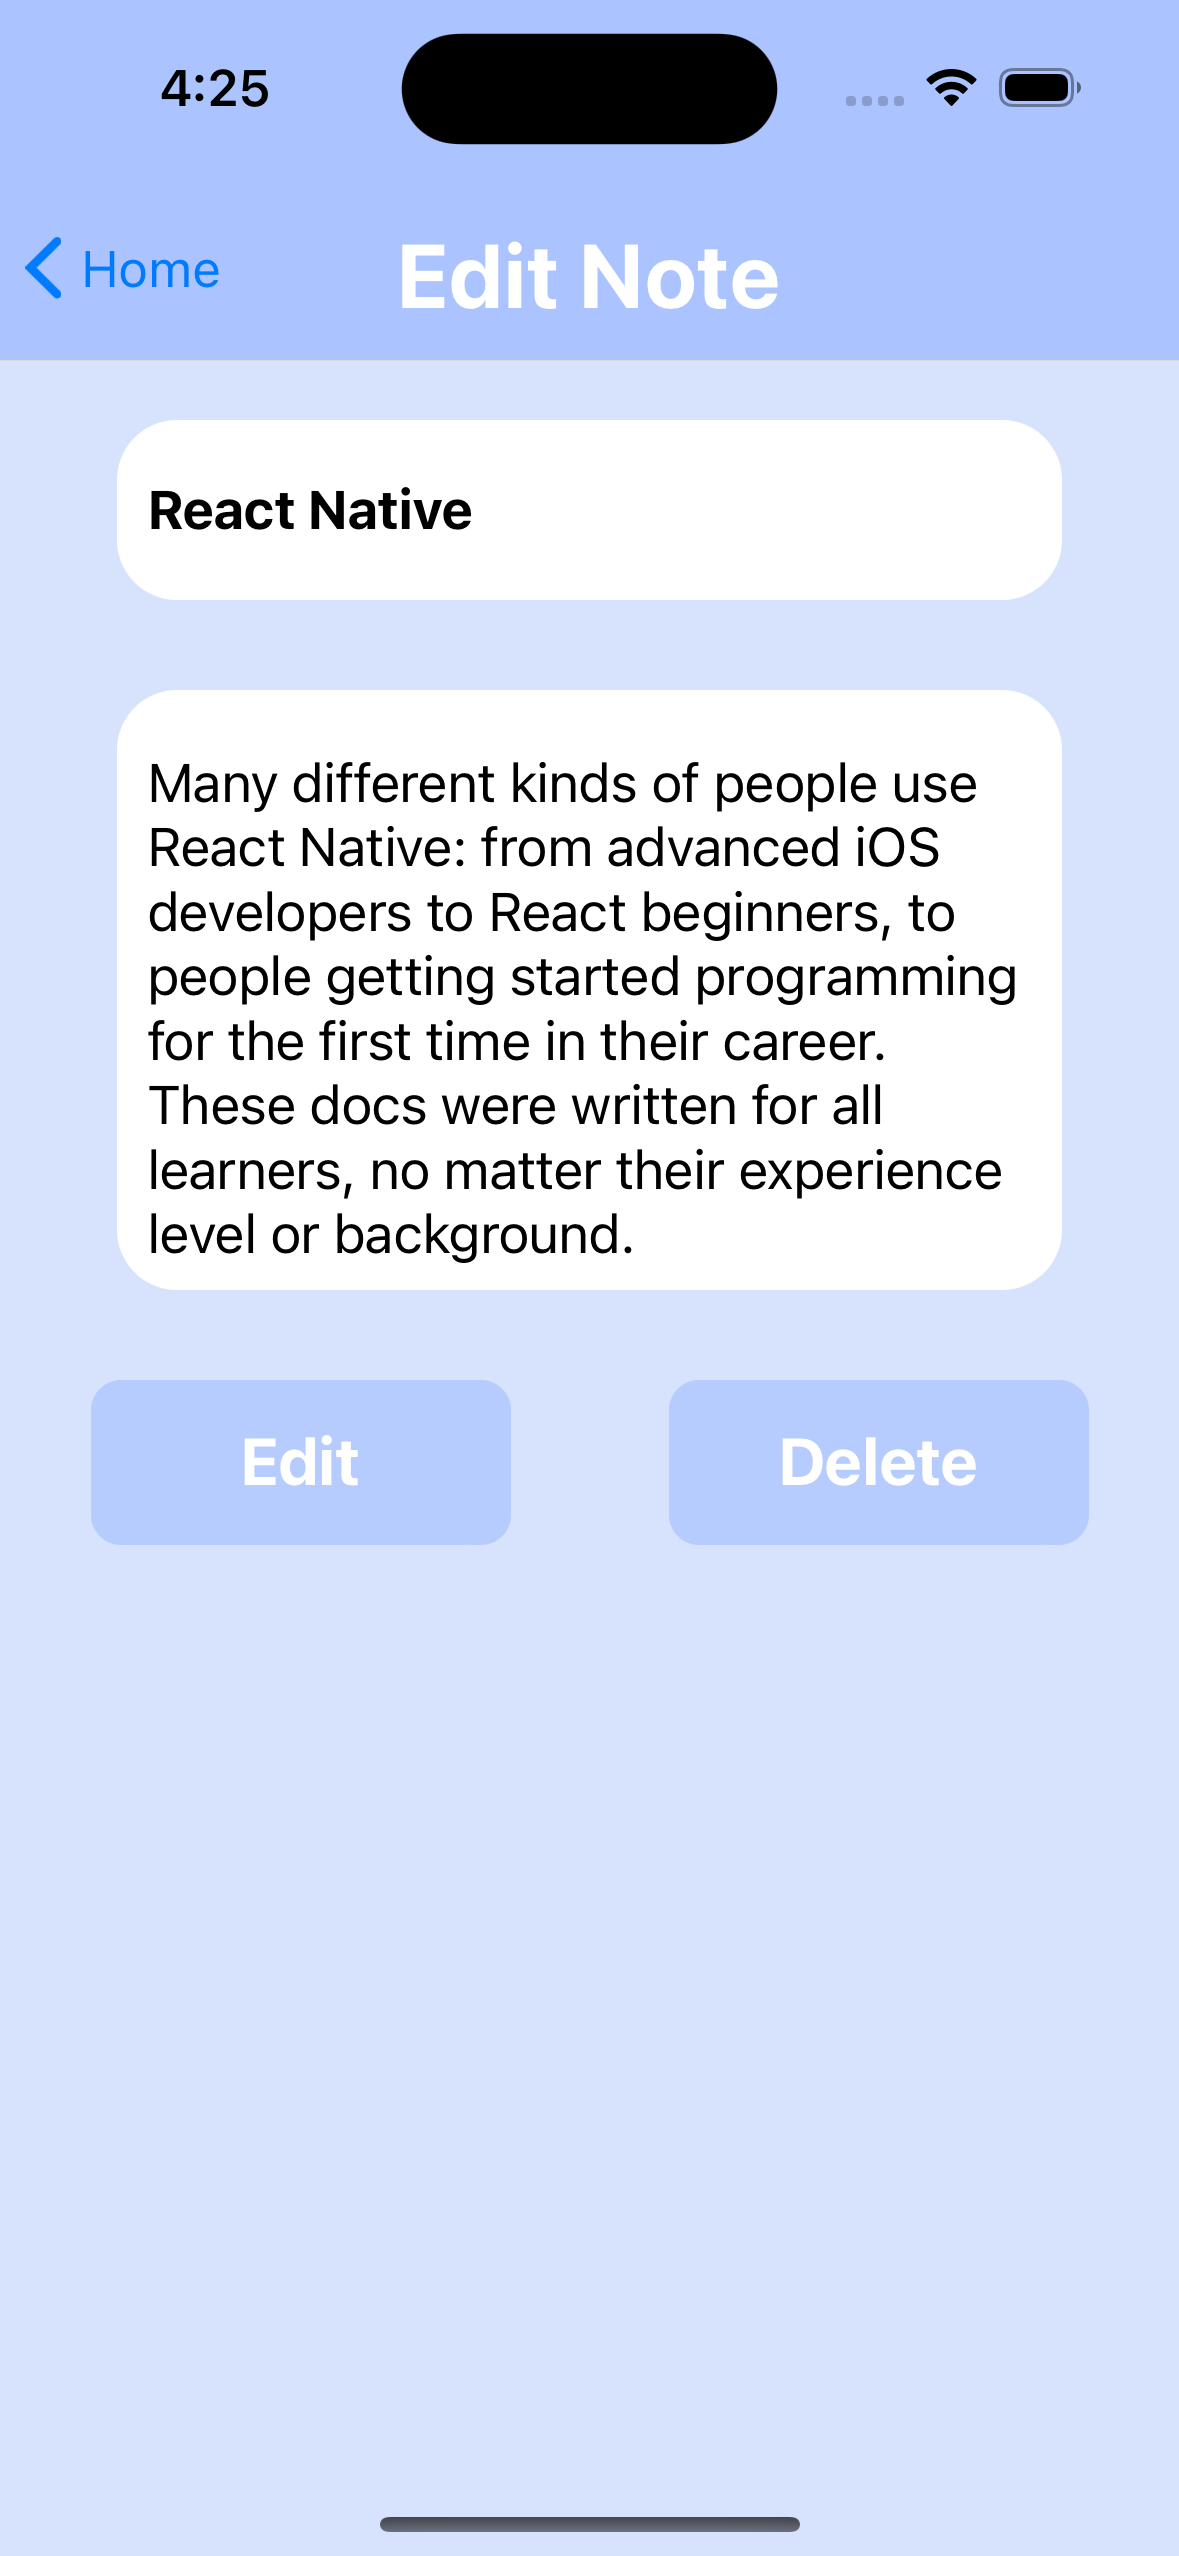 4:25
Home
Edit Note
React Native
Many different kinds of people use
React Native: from advanced iOS
developers to React beginners, to
people getting started programming
for the first time in their career.
These docs were written for all
learners, no matter their experience
level or background.
Edit
Delete